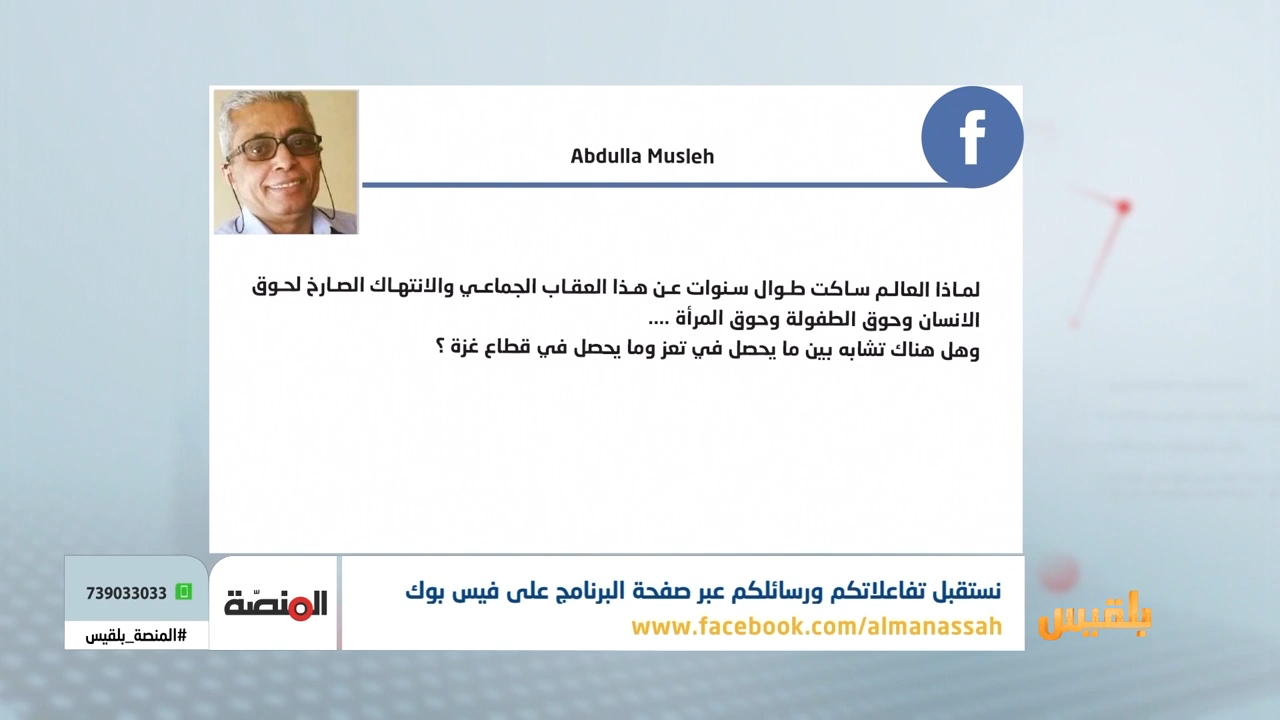 Abdulla Musleh
لماذا العالم ساكت طوال سنوات عن هذا العقاب الجماعي والانتهاك الصارخ لحوق
الانسان وحوق الطفولة وحوق المرأة ....
وهل هناك تشابه بين ما يحصل في تعز وما يحصل في قطاع غزة ؟
نستقبل تفاعلاتكم ورسائلكم عبر صفحة البرنامج على فيس بوك
www.facebook.com/almanassah
المنصّة
739033033
#المنصة_بلقيس
بلقيس